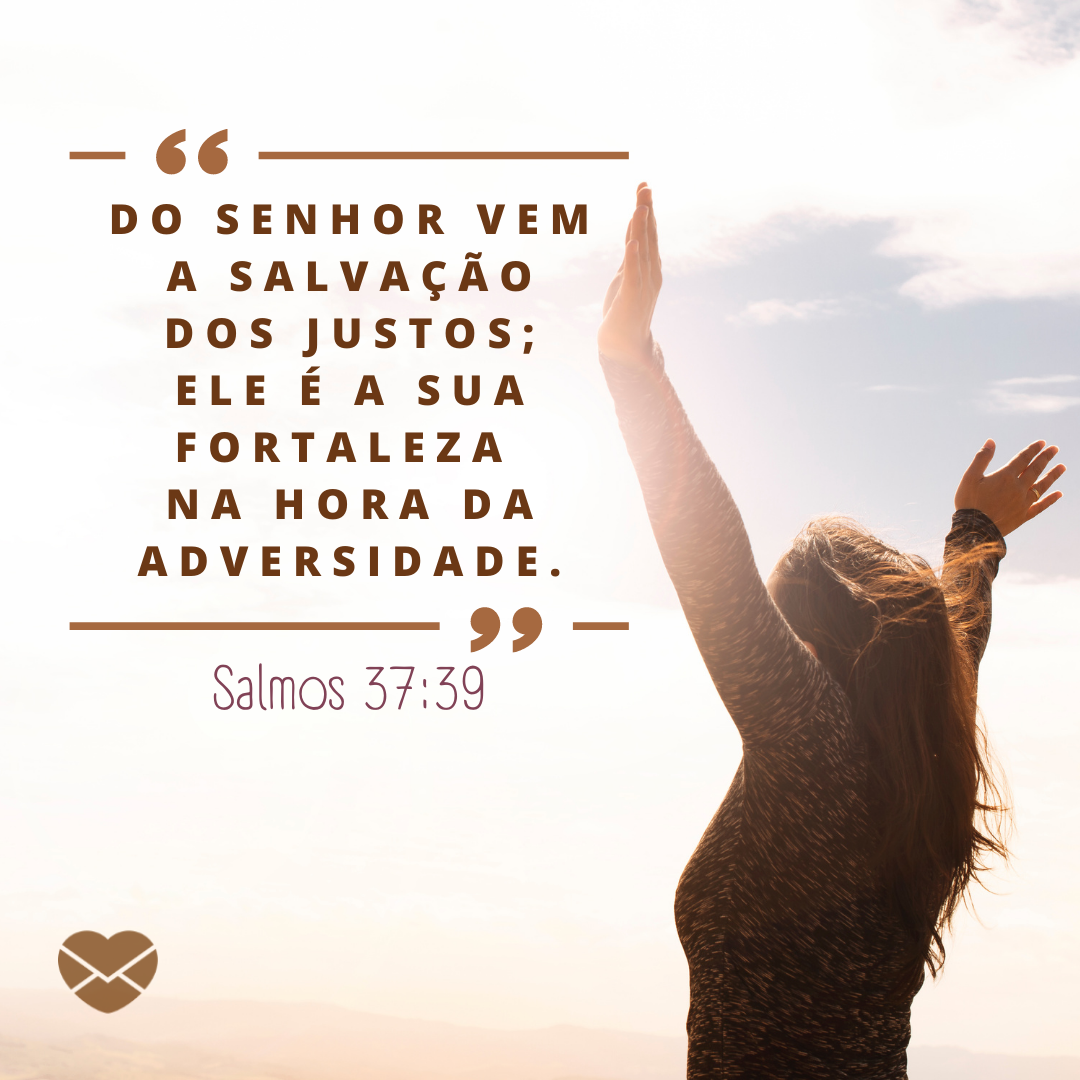 “
DO SENHOR VEM
A SALVAÇÃO
DOS JUSTOS;
ELE É A SUA
FORTALEZA
NA HORA DA
ADVERSIDADE.
”
Salmos 37:39